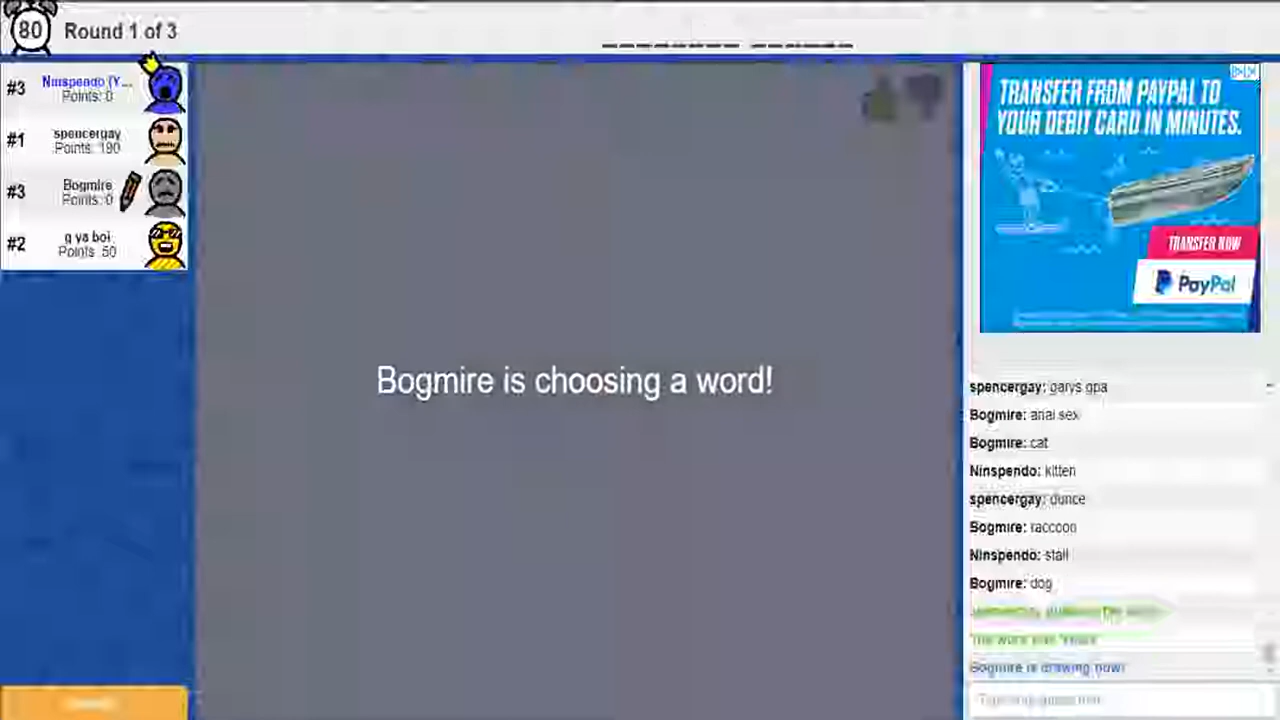 80
Round 1 of 3
#3
Ninspendo (Y...
Points: 0
#1
spencergay
Points: 190
#3
Bogmire
Points: 0
#2
g ya boi
Points: 50
Bogmire is choosing a word!
TRANSFER FROM PAYPAL TO
YOUR DEBIT CARD IN MINUTES.
TRANSFER NOW
PayPal
spencergay: garys gpa
Bogmire: anal sex
Bogmire: cat
Ninspendo: kitten
spencergay: dunce
Bogmire: raccoon
Ninspendo: stall
Bogmire: dog
Bogmire is drawing now!